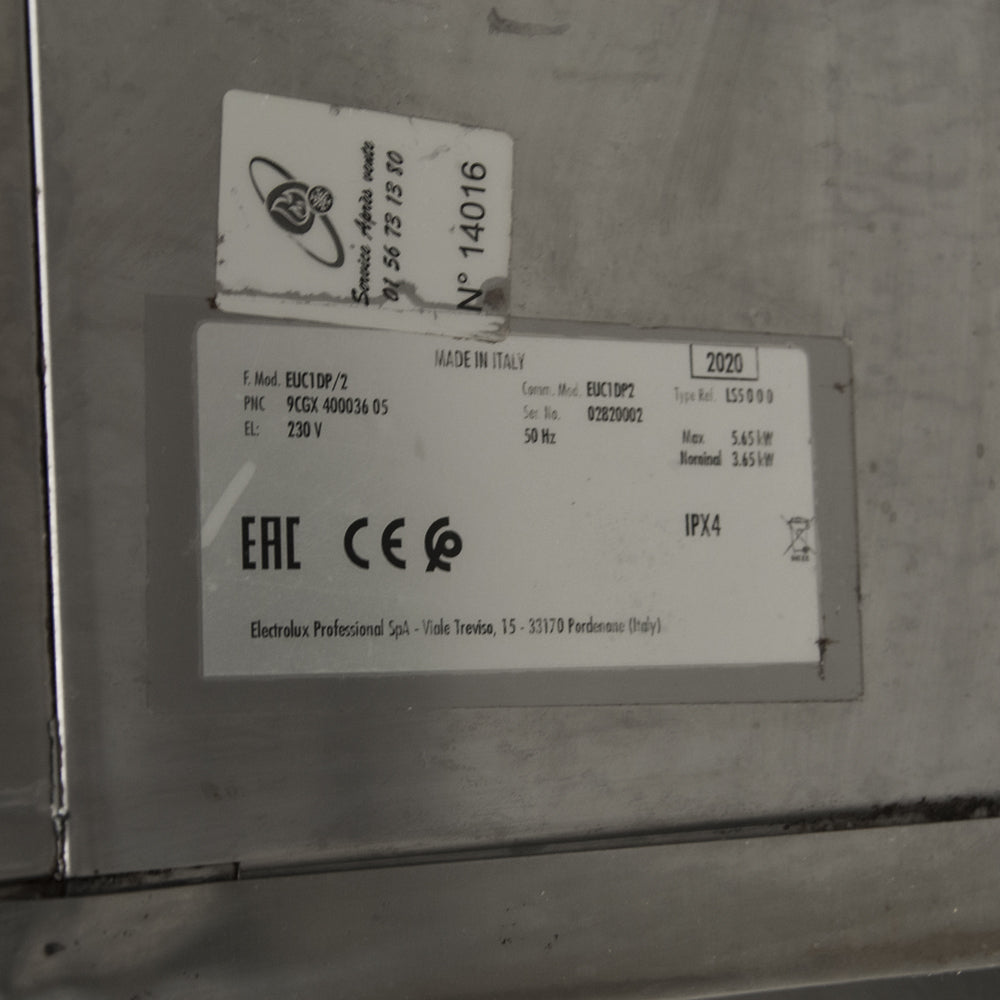 Service Après vente
01 56 73 13 80
N° 14016
MADE IN ITALY
2020
F. Mod. EUC1DP/2
Comm. Mod. EUC1DP2
Type Ref. LS5000
PNC 9CGX 400036 05
Ser. No. 02820002
EL: 230 V
50 Hz
Max 5.65 kW
Nominal 3.65 kW
EAC CE
IPX4
Electrolux Professional SpA - Viale Treviso, 15 - 33170 Pordenone (Italy)